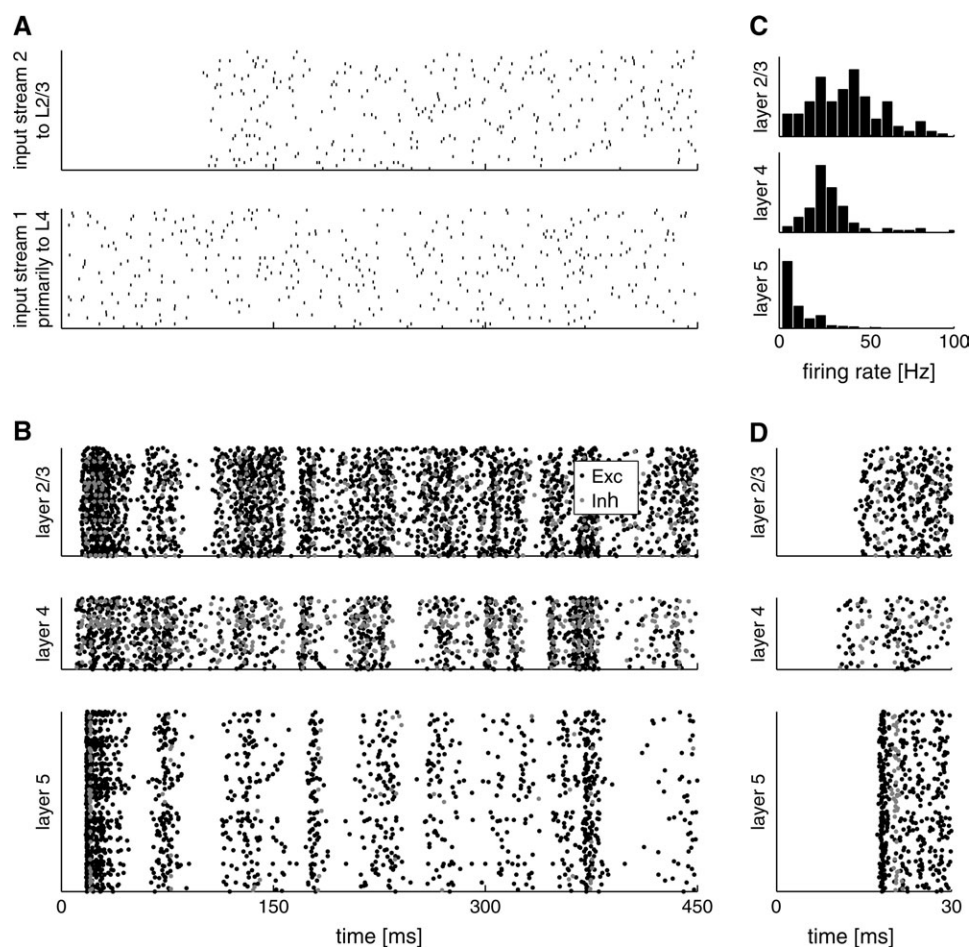 A
input stream 2
to L2/3
input stream 1
primarily to L4
C
layer 2/3
layer 4
layer 5
0 50 100
firing rate [Hz]
B
layer 2/3
Exc
Inh
layer 4
layer 5
0 150 300 450
time [ms]
D
layer 2/3
layer 4
layer 5
0 30
time [ms]